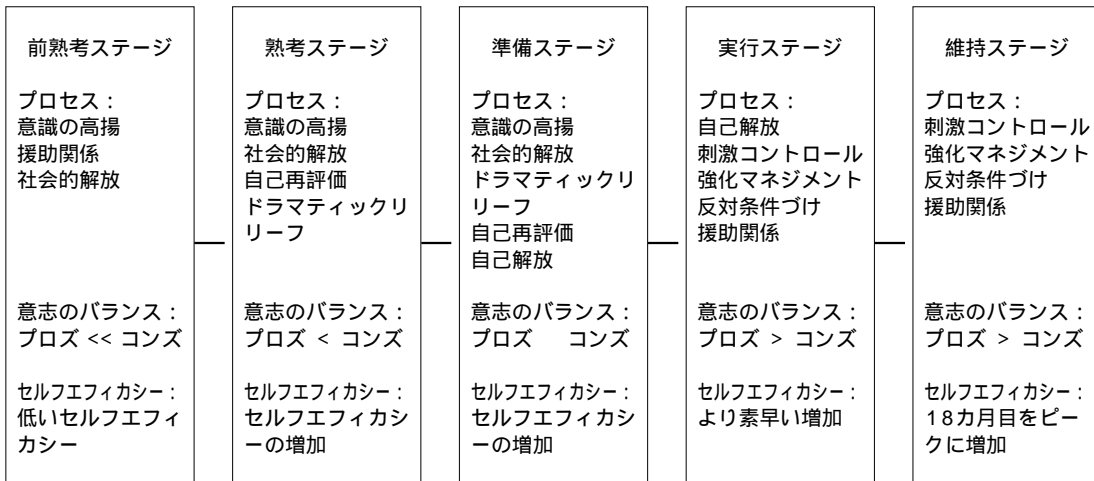 前熟考ステージ
プロセス：
意識の高揚
援助関係
社会的解放
意志のバランス：
プロズ << コンズ
セルフエフィカシー：
低いセルフエフィ
カシー
熟考ステージ
プロセス：
意識の高揚
社会的解放
自己再評価
ドラマティックリ
リーフ
意志のバランス：
プロズ < コンズ
セルフエフィカシー：
セルフエフィカシ
ーの増加
準備ステージ
プロセス：
意識の高揚
社会的解放
ドラマティックリ
リーフ
自己再評価
自己解放
意志のバランス：
プロズ　コンズ
セルフエフィカシー：
セルフエフィカシ
ーの増加
実行ステージ
プロセス：
自己解放
刺激コントロール
強化マネジメント
反対条件づけ
援助関係
意志のバランス：
プロズ > コンズ
セルフエフィカシー：
より素早い増加
維持ステージ
プロセス：
刺激コントロール
強化マネジメント
反対条件づけ
援助関係
意志のバランス：
プロズ > コンズ
セルフエフィカシー：
18カ月目をピー
クに増加